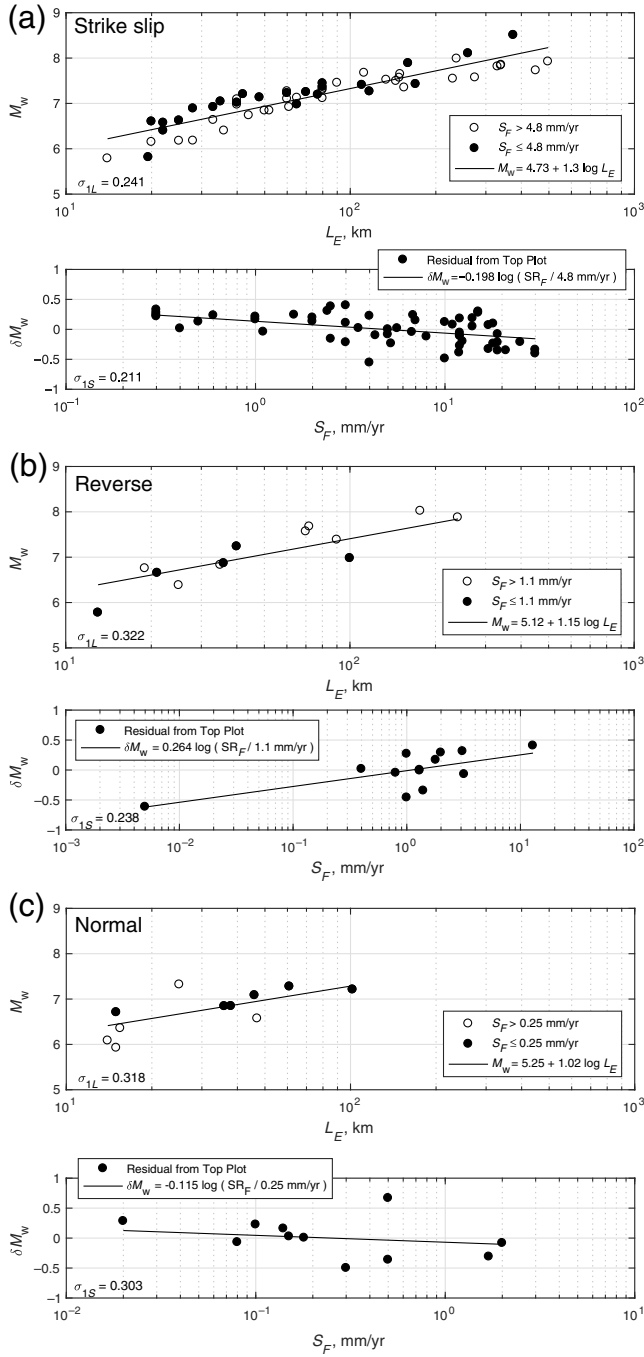 (a)
Strike slip
9
8
7
6
5
M_w
S_F > 4.8 mm/yr
S_F ≤ 4.8 mm/yr
M_w = 4.73 + 1.3 log L_E
σ_1L = 0.241
10^1 10^2 10^3
L_E, km
Residual from Top Plot
δM_w=−0.198 log ( SR_F / 4.8 mm/yr )
1
0.5
0
−0.5
−1
δM_w
σ_1S = 0.211
10^−1 10^0 10^1 10^2
S_F, mm/yr
(b)
Reverse
9
8
7
6
5
M_w
S_F > 1.1 mm/yr
S_F ≤ 1.1 mm/yr
M_w = 5.12 + 1.15 log L_E
σ_1L = 0.322
10^1 10^2 10^3
L_E, km
Residual from Top Plot
δM_w = 0.264 log ( SR_F / 1.1 mm/yr )
1
0.5
0
−0.5
−1
δM_w
σ_1S = 0.238
10^−3 10^−2 10^−1 10^0 10^1 10^2
S_F, mm/yr
(c)
Normal
9
8
7
6
5
M_w
S_F > 0.25 mm/yr
S_F ≤ 0.25 mm/yr
M_w = 5.25 + 1.02 log L_E
σ_1L = 0.318
10^1 10^2 10^3
L_E, km
Residual from Top Plot
δM_w = -0.115 log ( SR_F / 0.25 mm/yr )
1
0.5
0
−0.5
−1
δM_w
σ_1S = 0.303
10^−2 10^−1 10^0 10^1
S_F, mm/yr